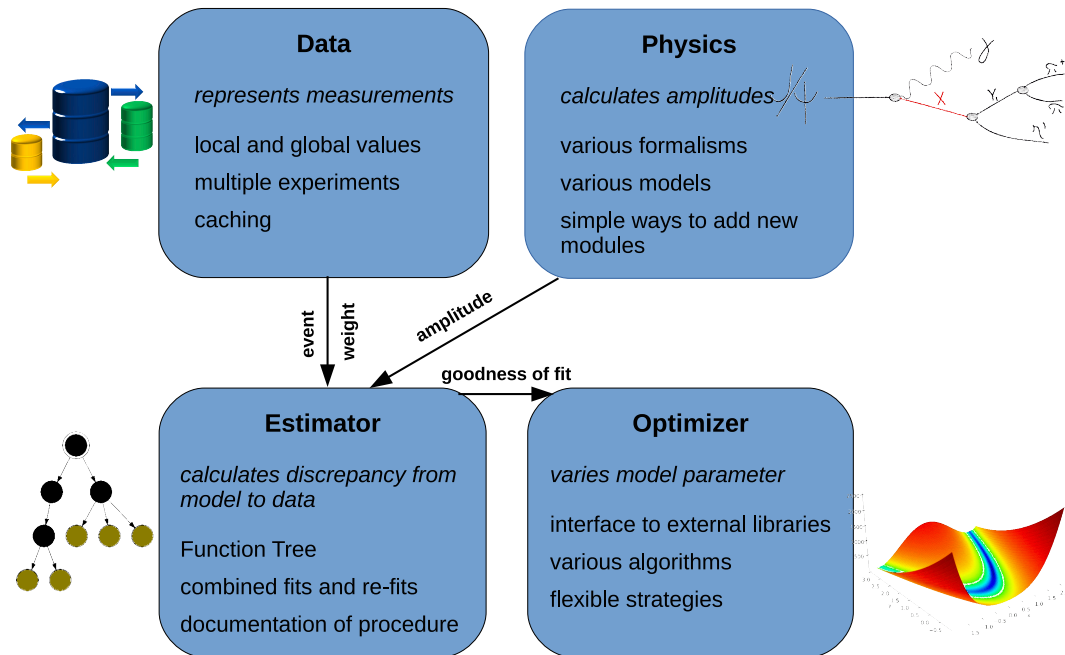 Data
represents measurements
local and global values
multiple experiments
caching
Physics
calculates amplitudes
various formalisms
various models
simple ways to add new
modules
γ
X
Y
π+
π
η'
event
weight
amplitude
goodness of fit
Estimator
calculates discrepancy from
model to data
Function Tree
combined fits and re-fits
documentation of procedure
Optimizer
varies model parameter
interface to external libraries
various algorithms
flexible strategies